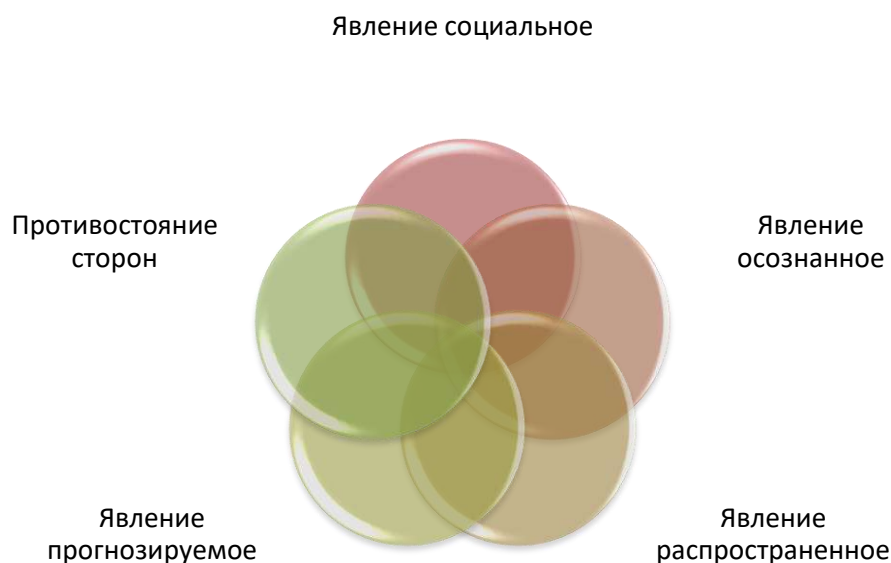 Явление социальное
Противостояние
сторон
Явление
осознанное
Явление
прогнозируемое
Явление
распространенное